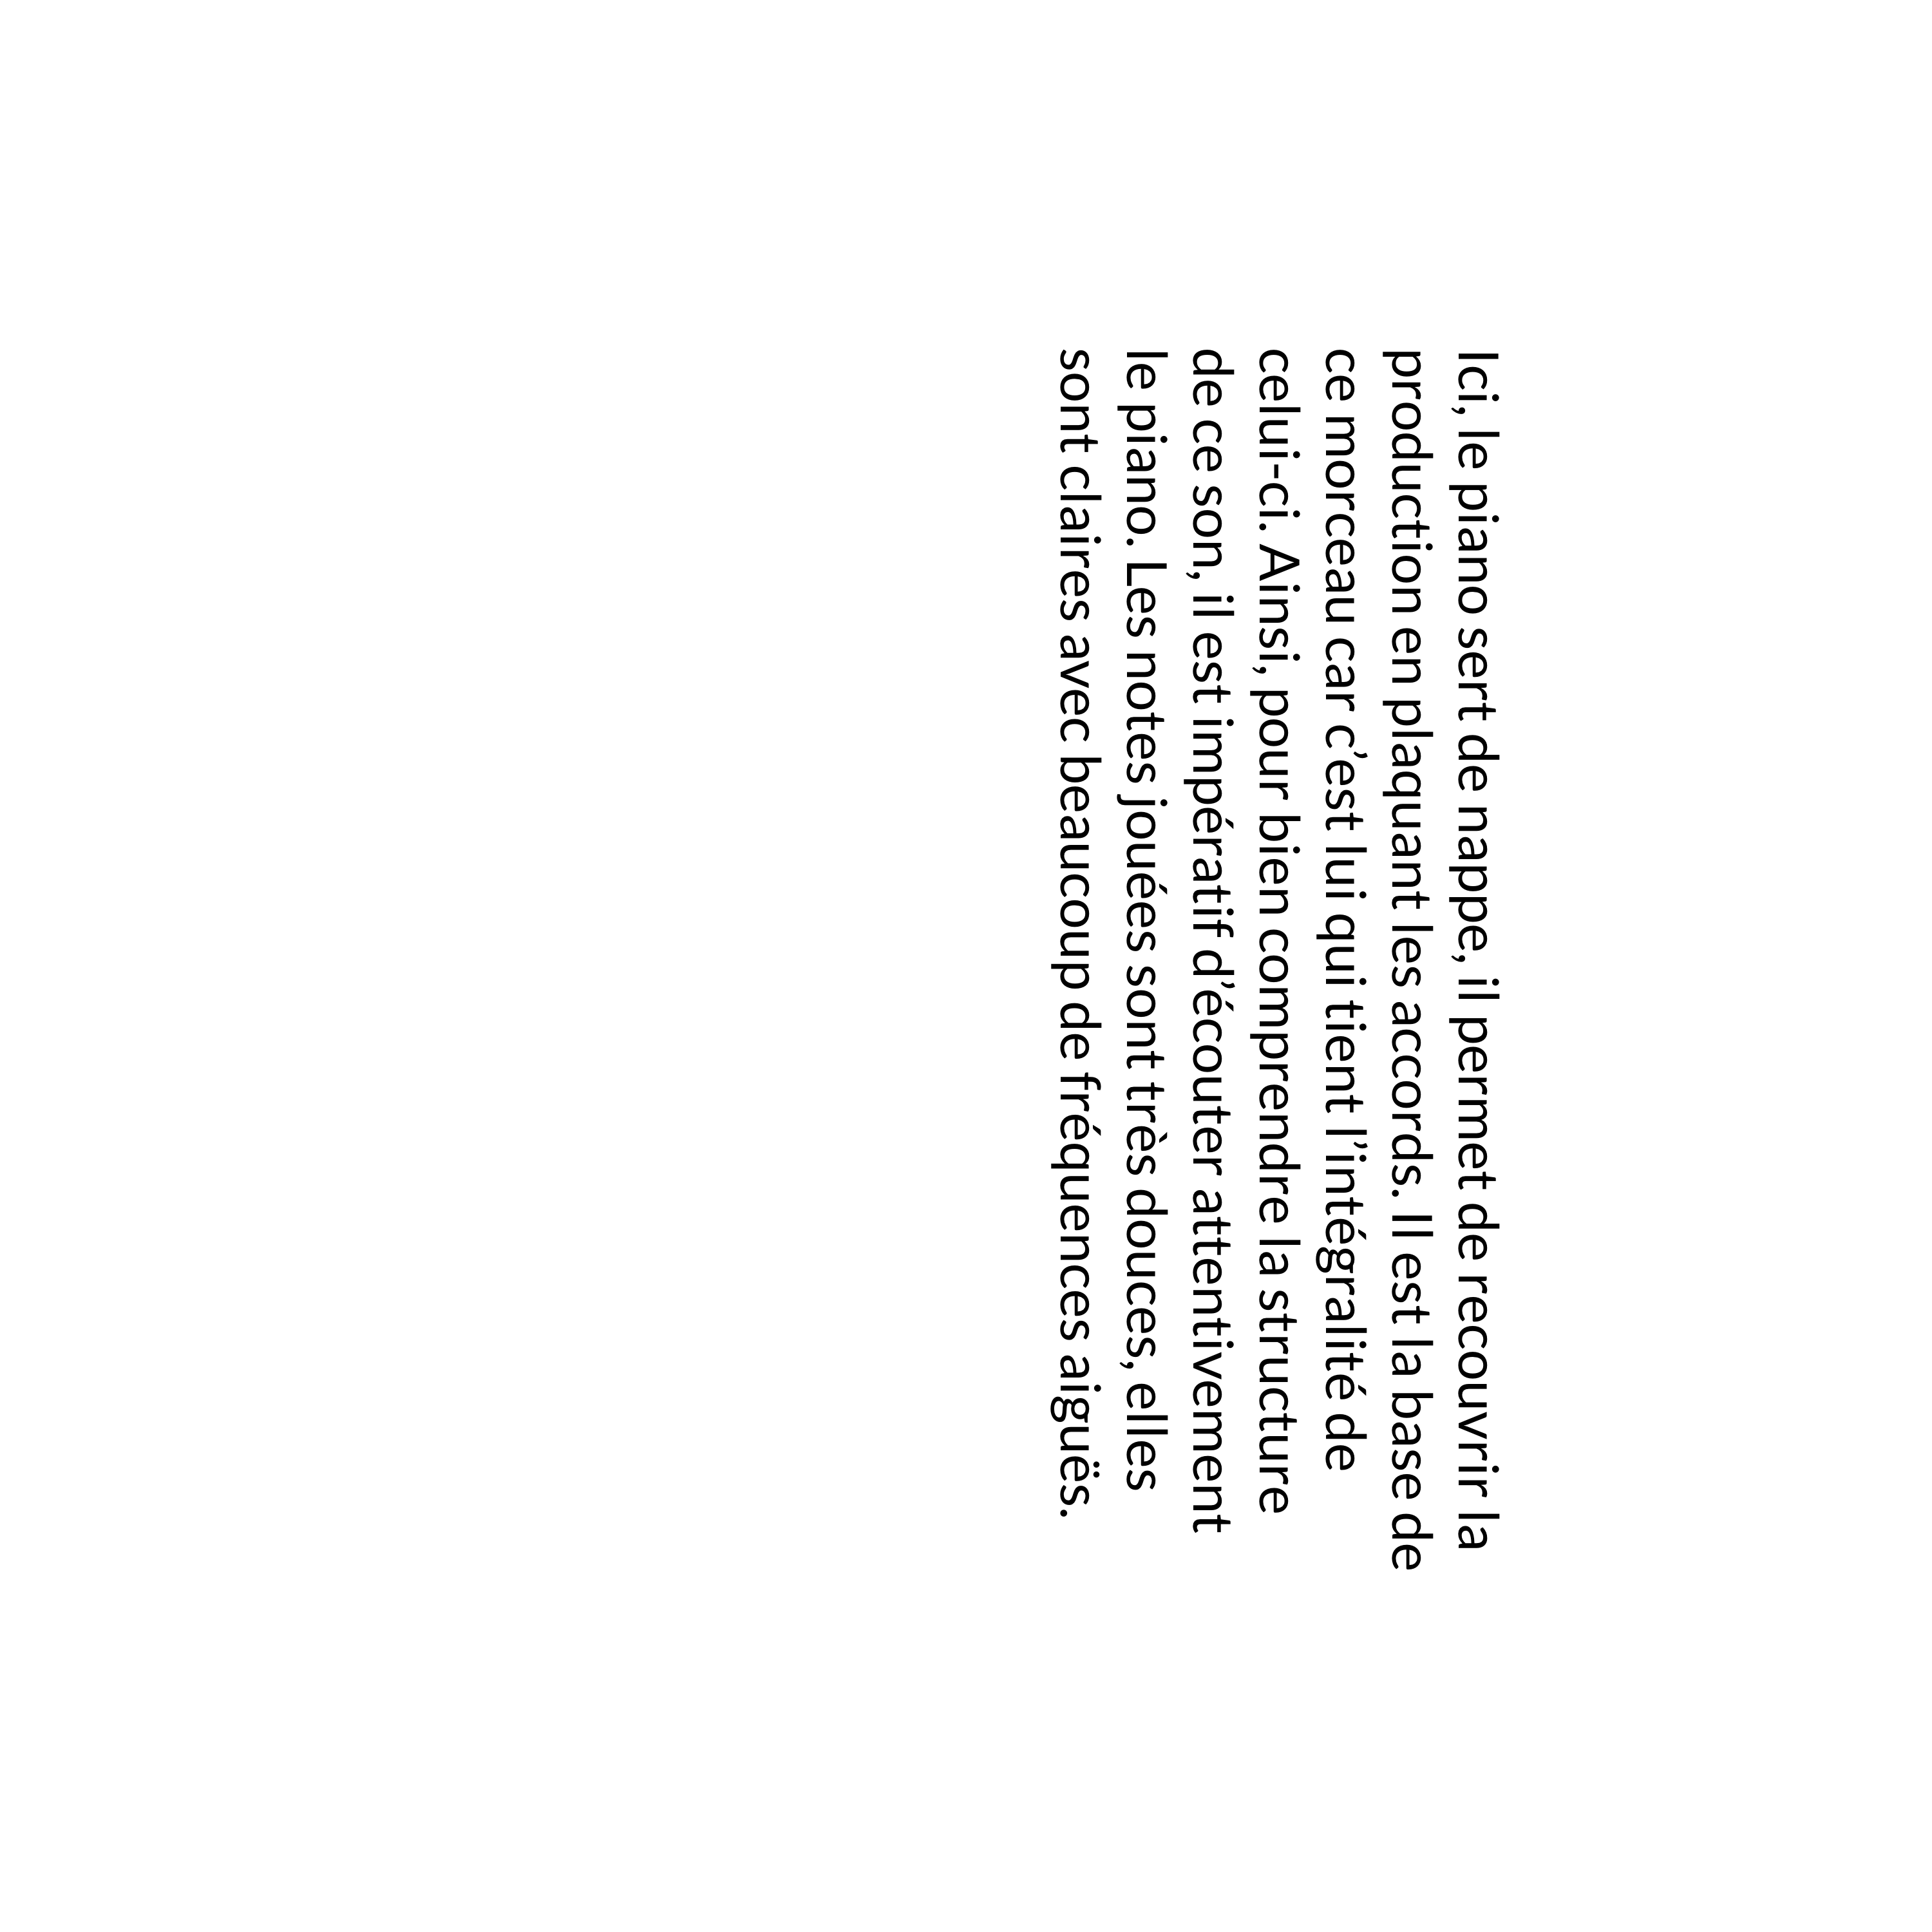 Ici, le piano sert de nappe, il permet de recouvrir la
production en plaquant les accords. Il est la base de
ce morceau car c’est lui qui tient l’intégralité de
celui-ci. Ainsi, pour bien comprendre la structure
de ce son, il est impératif d’écouter attentivement
le piano. Les notes jouées sont très douces, elles
sont claires avec beaucoup de fréquences aiguës.